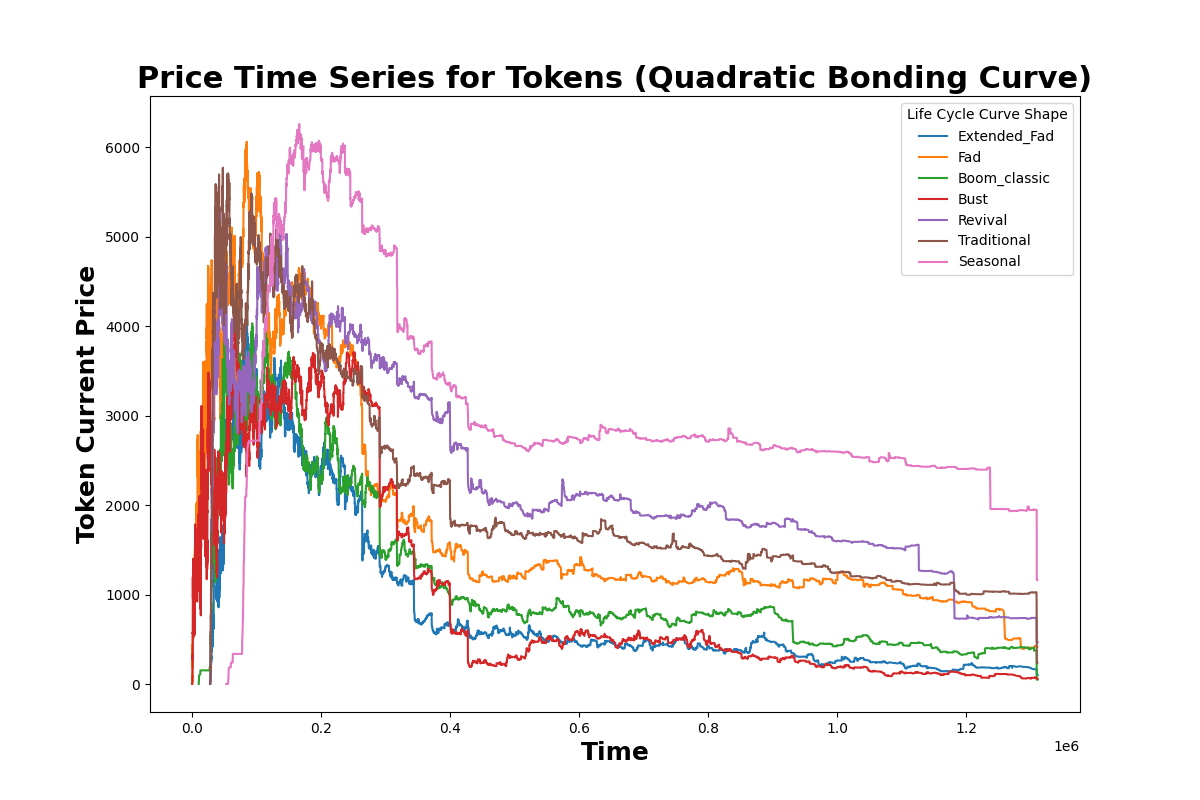 Price Time Series for Tokens (Quadratic Bonding Curve)
Life Cycle Curve Shape
Extended_Fad
Fad
Boom_classic
Bust
Revival
Traditional
Seasonal
Token Current Price
6000
5000
4000
3000
2000
1000
0
0.0 0.2 0.4 0.6 0.8 1.0 1.2
1e6
Time